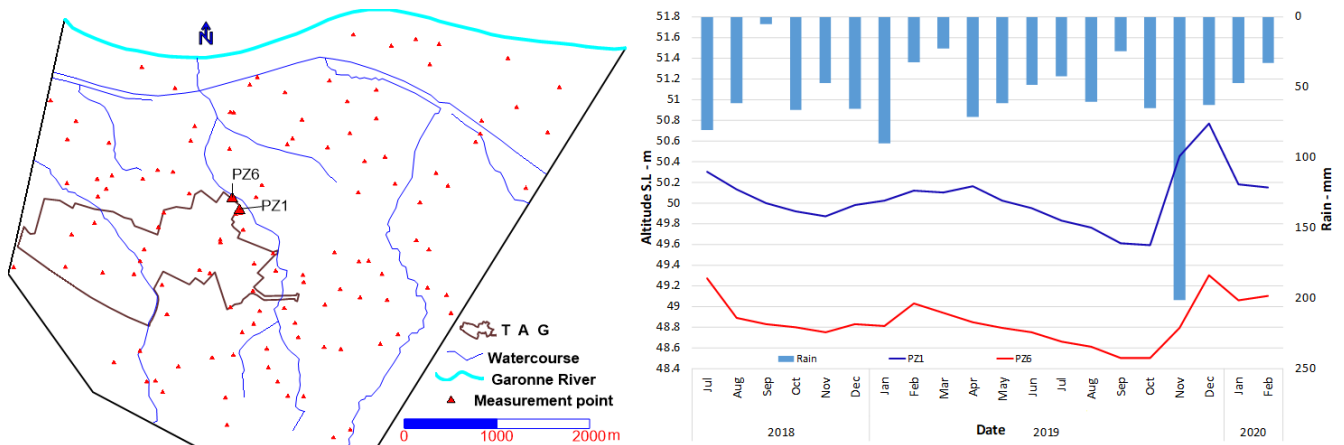 N
PZ6
PZ1
T A G
Watercourse
Garonne River
Measurement point
0 1000 2000 m
Altitude S.L - m
51.8
51.6
51.4
51.2
51
50.8
50.6
50.4
50.2
50
49.8
49.6
49.4
49.2
49
48.8
48.6
48.4
0
50
100
150
200
250
Rain - mm
Rain PZ1 PZ6
Jul Aug Sep Oct Nov Dec Jan Feb Mar Apr May Jun Jul Aug Sep Oct Nov Dec Jan Feb
2018 2019 2020
Date